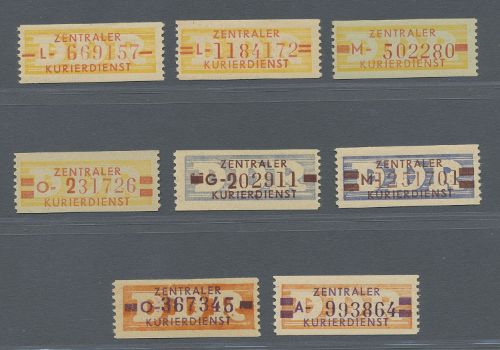 ZENTRALER
L- 669157
KURIERDIENST
ZENTRALER
L-1184172
KURIERDIENST
ZENTRALER
M- 502280
KURIERDIENST
ZENTRALER
O- 231726
KURIERDIENST
ZENTRALER
G-202911
KURIERDIENST
ZENTRALER
N-
KURIERDIENST
ZENTRALER
O-367345
KURIERDIENST
ZENTRALER
A- 993864
KURIERDIENST